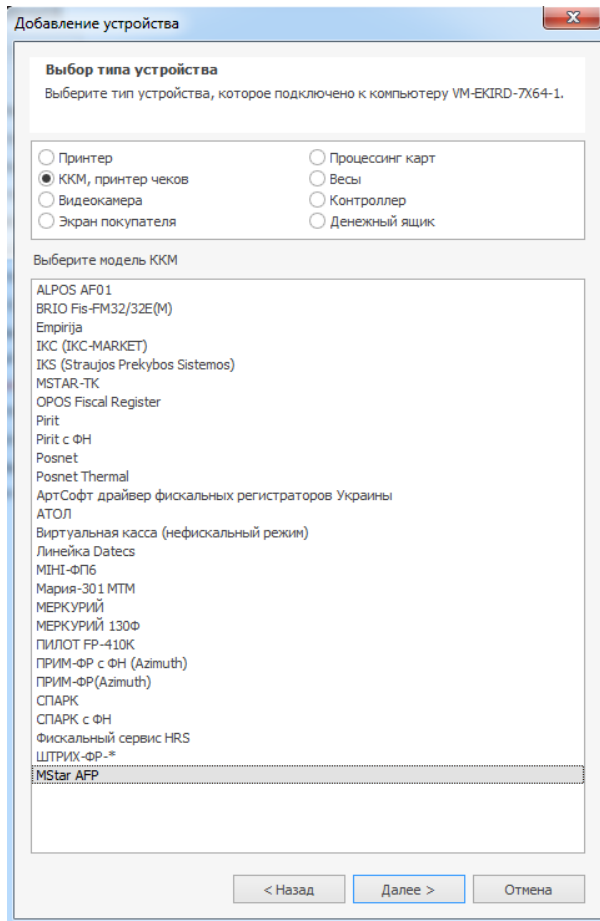 Добавление устройства
Выбор типа устройства
Выберите тип устройства, которое подключено к компьютеру VM-EKIRD-7X64-1.
Принтер
ККМ, принтер чеков
Видеокамера
Экран покупателя
Процессинг карт
Весы
Контроллер
Денежный ящик
Выберите модель ККМ
ALPOS AF01
BRIO Fis-FM32/32E(M)
Empirija
IKC (IKC-MARKET)
IKS (Straujos Prekybos Sistemos)
MSTAR-TK
OPOS Fiscal Register
Pirit
Pirit с ФН
Posnet
Posnet Thermal
АртСофт драйвер фискальных регистраторов Украины
АТОЛ
Виртуальная касса (нефискальный режим)
Линейка Datecs
МІНІ-ФП6
Мария-301 МТМ
МЕРКУРИЙ
МЕРКУРИЙ 130Ф
ПИЛОТ FP-410К
ПРИМ-ФР с ФН (Azimuth)
ПРИМ-ФР(Azimuth)
СПАРК
СПАРК с ФН
Фискальный сервис HRS
ШТРИХ-ФР-*
MStar AFP
< Назад
Далее >
Отмена